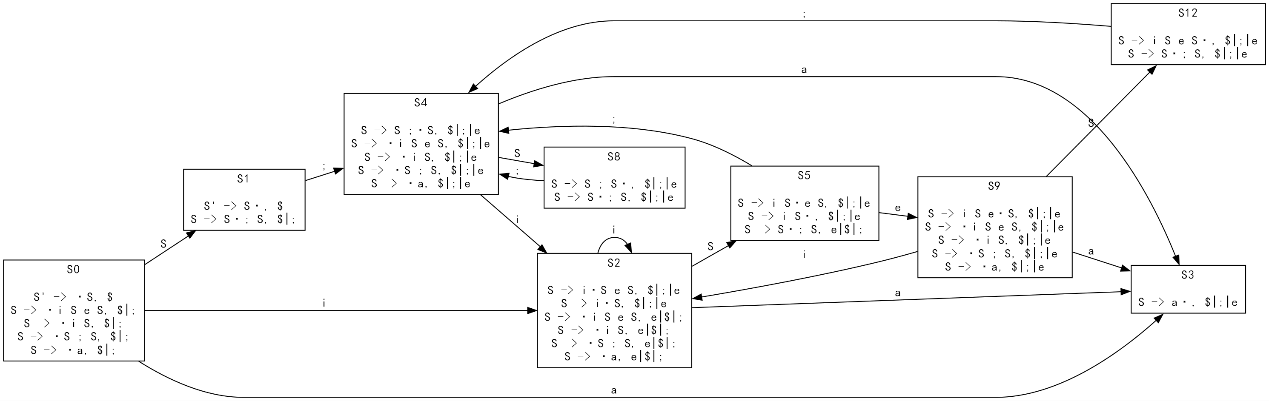 S0
S' -> ・S, $
S -> ・i S e S, $|;
S > ・i S, $|;
S -> ・S ; S, $|;
S -> ・a, $|;
S
i
a
S1
S' -> S・, $
S -> S・; S, $|;
;
S4
S > S ;・S, $|;|e
S > ・i S e S, $|;|e
S -> ・i S, $|;|e
S -> ・S ; S, $|;|e
S > ・a, $|;|e
S
;
i
S8
S -> S ; S・, $|;|e
S -> S・; S, $|;|e
;
a
;
i
S2
S -> i・S e S, $|;|e
S > i・S, $|;|e
S -> ・i S e S, e|$|;
S -> ・i S, e|$|;
S > ・S ; S, e|$|;
S -> ・a, e|$|;
S
a
i
S5
S -> i S・e S, $|;|e
S -> i S・, $|;|e
S > S・; S, e|$|;
e
S9
S -> i S e・S, $|;|e
S -> ・i S e S, $|;|e
S -> ・i S, $|;|e
S -> ・S ; S, $|;|e
S -> ・a, $|;|e
S
a
S12
S -> i S e S・, $|;|e
S -> S・; S, $|;|e
S3
S -> a・, $|;|e